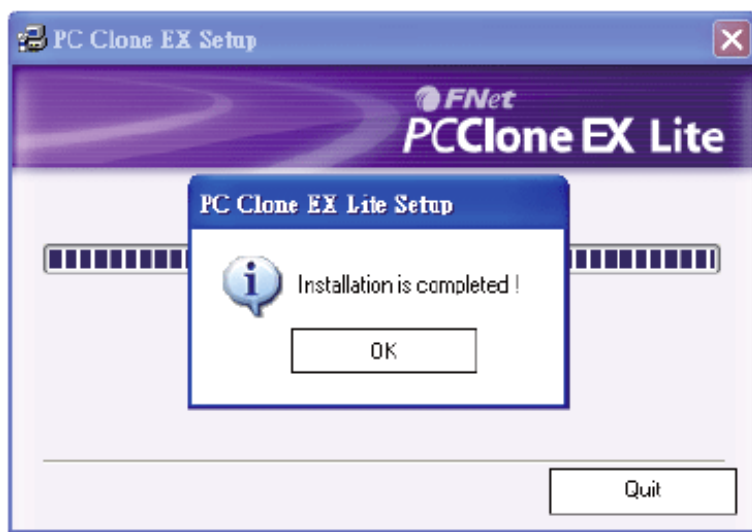 PC Clone EX Setup
FNet
PCClone EX Lite
PC Clone EX Lite Setup
Installation is completed !
OK
Quit